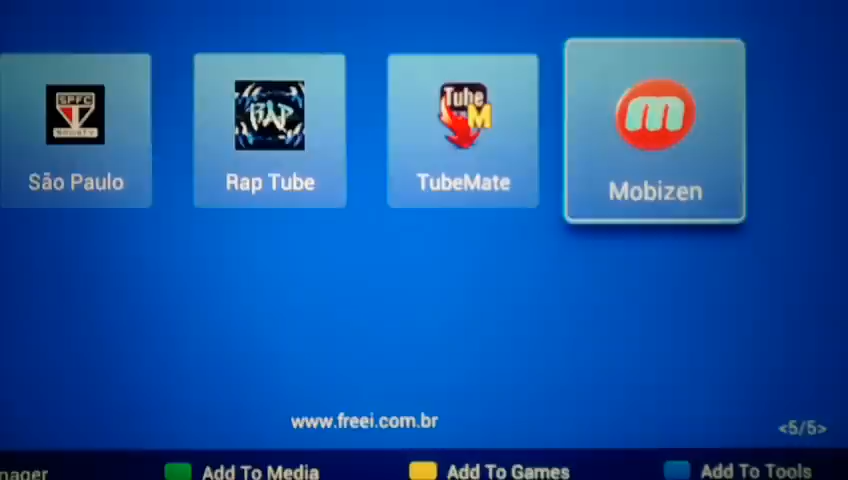 SPFC
RAP
Tube
M
m
São Paulo
Rap Tube
TubeMate
Mobizen
www.freei.com.br
<5/5>
nager
Add To Media
Add To Games
Add To Tools